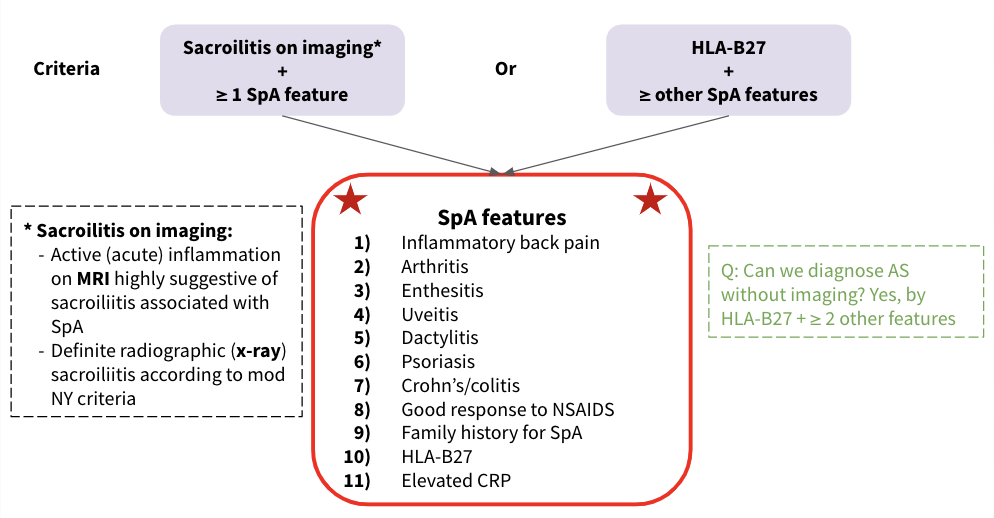 Criteria
Sacroilitis on imaging*
+
≥ 1 SpA feature
Or
HLA-B27
+
≥ other SpA features
* Sacroilitis on imaging:
- Active (acute) inflammation
on MRI highly suggestive of
sacroiliitis associated with
SpA
- Definite radiographic (x-ray)
sacroiliitis according to mod
NY criteria
SpA features
1) Inflammatory back pain
2) Arthritis
3) Enthesitis
4) Uveitis
5) Dactylitis
6) Psoriasis
7) Crohn's/colitis
8) Good response to NSAIDS
9) Family history for SpA
10) HLA-B27
11) Elevated CRP
Q: Can we diagnose AS
without imaging? Yes, by
HLA-B27 + ≥ 2 other features